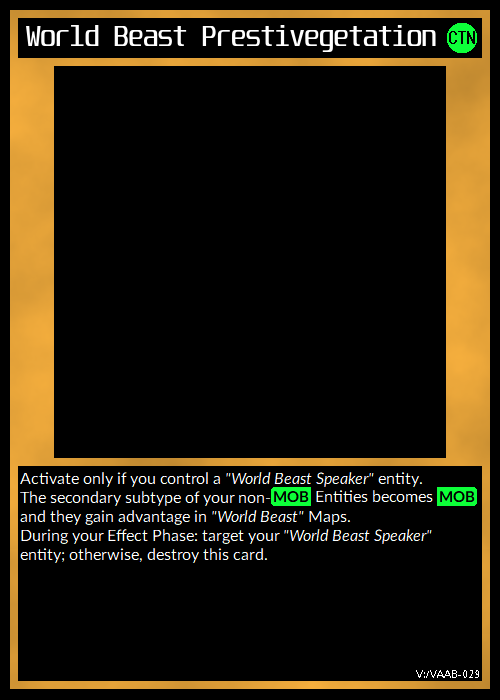 World Beast Prestivegetation CTN
Activate only if you control a "World Beast Speaker" entity.
The secondary subtype of your non-MOB Entities becomes MOB
and they gain advantage in "World Beast" Maps.
During your Effect Phase: target your "World Beast Speaker"
entity; otherwise, destroy this card.
V:/VAAB-029